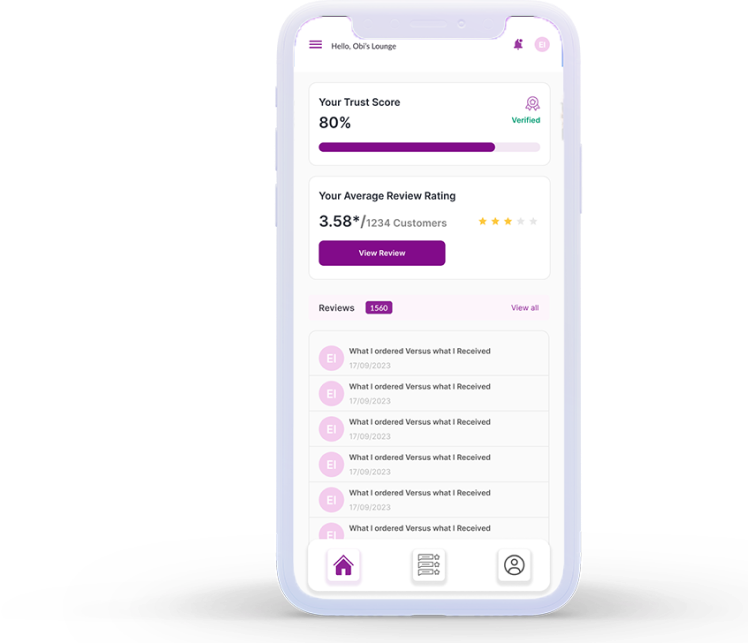 Hello, Obi's Lounge
EI
Your Trust Score
80%
Verified
Your Average Review Rating
3.58*/1234 Customers
View Review
Reviews 1560 View all
EI What I ordered Versus what I Received
17/09/2023
EI What I ordered Versus what I Received
17/09/2023
EI What I ordered Versus what I Received
17/09/2023
EI What I ordered Versus what I Received
17/09/2023
EI What I ordered Versus what I Received
17/09/2023
EI What I ordered Versus what I Received